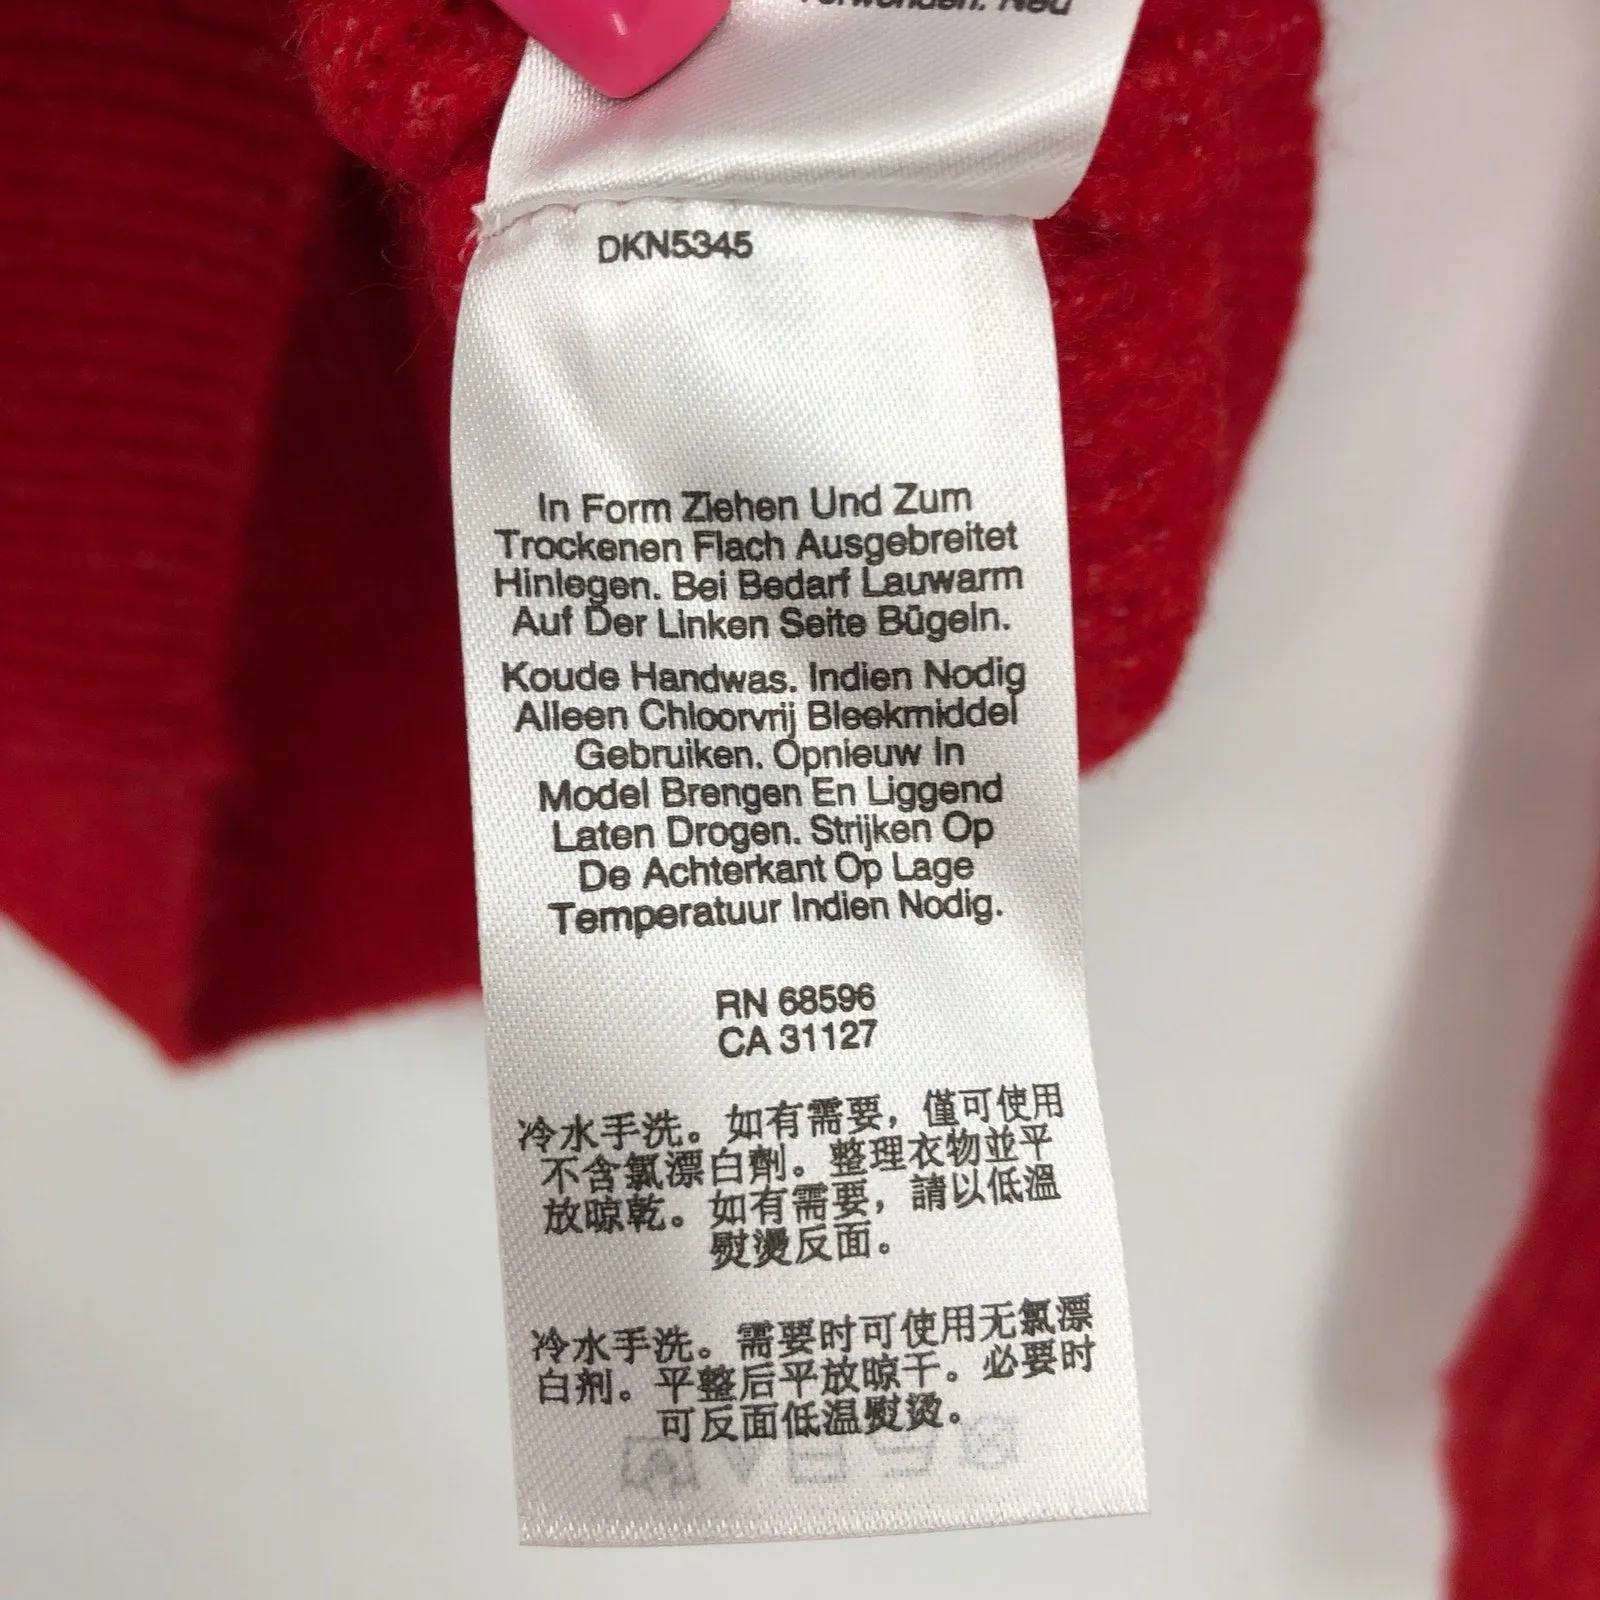 verwenden. Neu
DKN5345
In Form Ziehen Und Zum
Trockenen Flach Ausgebreitet
Hinlegen. Bei Bedarf Lauwarm
Auf Der Linken Seite Bügeln.
Koude Handwas. Indien Nodig
Alleen Chloorvrij Bleekmiddel
Gebruiken. Opnieuw In
Model Brengen En Liggend
Laten Drogen. Strijken Op
De Achterkant Op Lage
Temperatuur Indien Nodig.
RN 68596
CA 31127
冷水手洗。如有需要，僅可使用
不含氯漂白劑。整理衣物並平
放晾乾。如有需要，請以低溫
熨燙反面。
冷水手洗。需要时可使用无氯漂
白剂。平整后平放晾干。必要时
可反面低温熨烫。